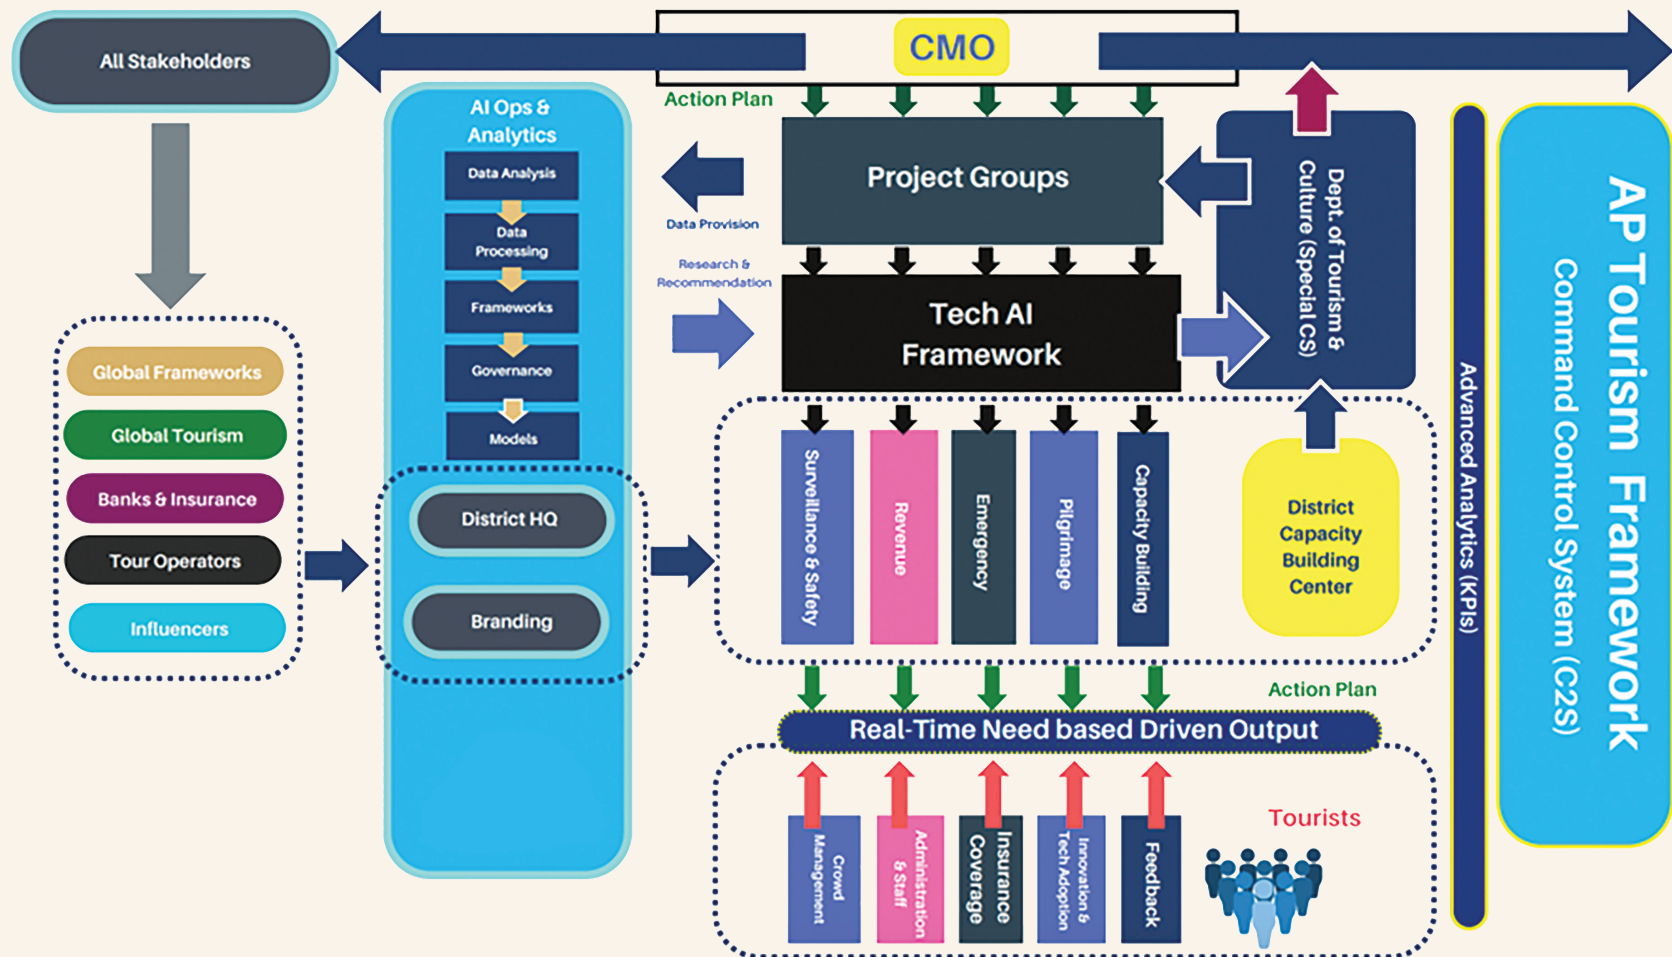 All Stakeholders
CMO
Action Plan
AI Ops &
Analytics
Data Analysis
Data
Processing
Frameworks
Governance
Models
Data Provision
Research &
Recommendation
Project Groups
Tech AI
Framework
Dept. of Tourism &
Culture (Special CS)
Global Frameworks
Global Tourism
Banks & Insurance
Tour Operators
Influencers
District HQ
Branding
Surveillance & Safety
Revenue
Emergency
Pilgrimage
Capacity Building
District
Capacity
Building
Center
Action Plan
Real-Time Need based Driven Output
Crowd
Management
Administration
& Staff
Insurance
Coverage
Innovation &
Tech Adoption
Feedback
Tourists
Advanced Analytics (KPIs)
AP Tourism Framework
Command Control System (C2S)